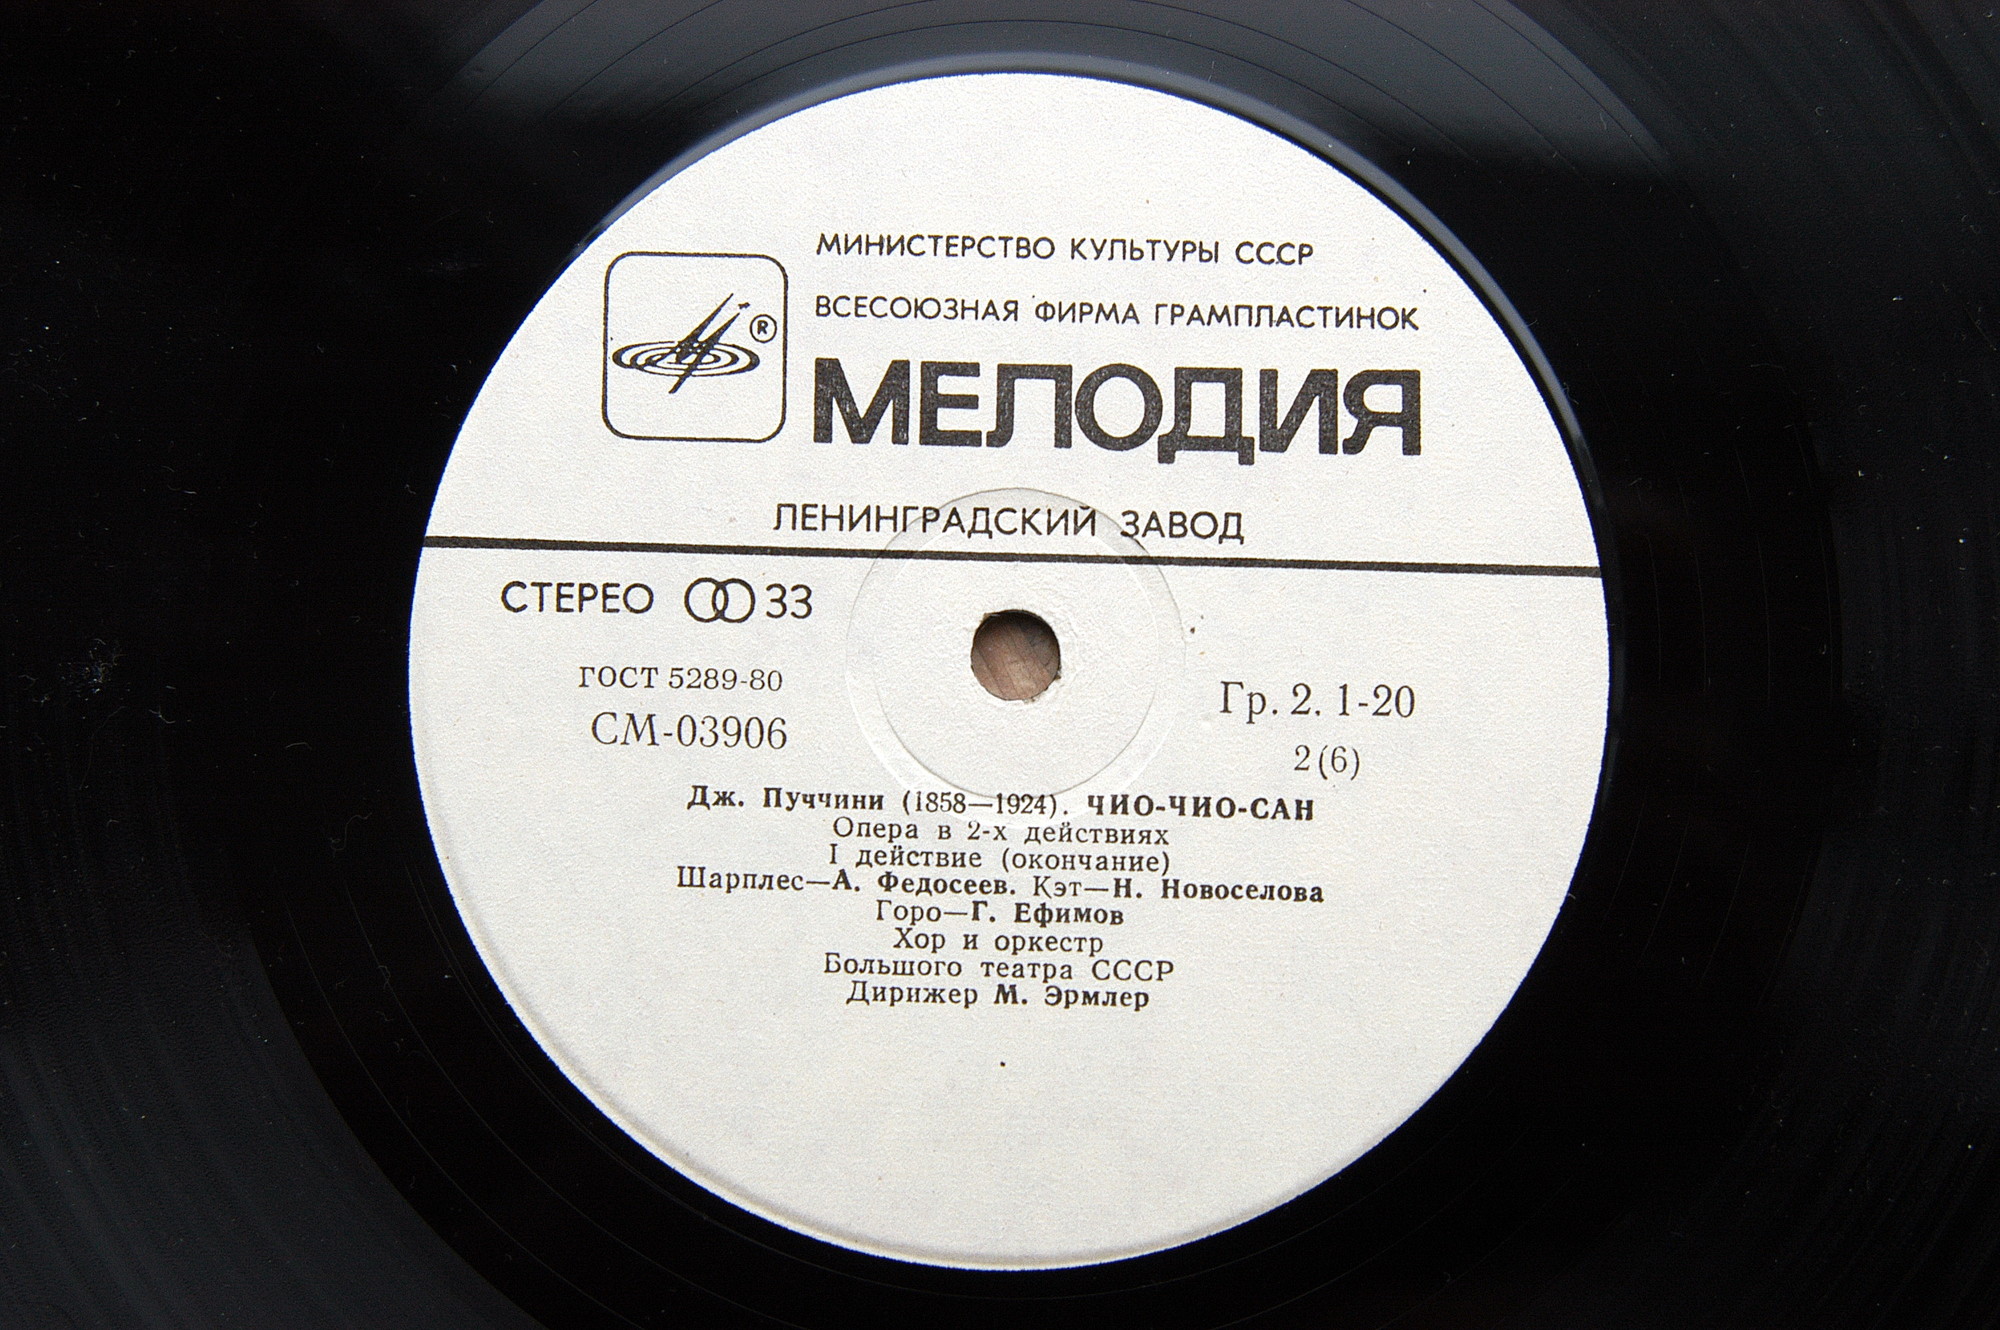 МИНИСТЕРСТВО КУЛЬТУРЫ СССР
ВСЕСОЮЗНАЯ ФИРМА ГРАМПЛАСТИНОК
®
МЕЛОДИЯ
ЛЕНИНГРАДСКИЙ ЗАВОД
СТЕРЕО 33
ГОСТ 5289-80
СМ-03906
Гр. 2. 1-20
2(6)
Дж. Пуччини (1858—1924). ЧИО-ЧИО-САН
Опера в 2-х действиях
I действие (окончание)
Шарплес—А. Федосеев. Кэт—Н. Новоселова
Горо—Г. Ефимов
Хор и оркестр
Большого театра СССР
Дирижер М. Эрмлер